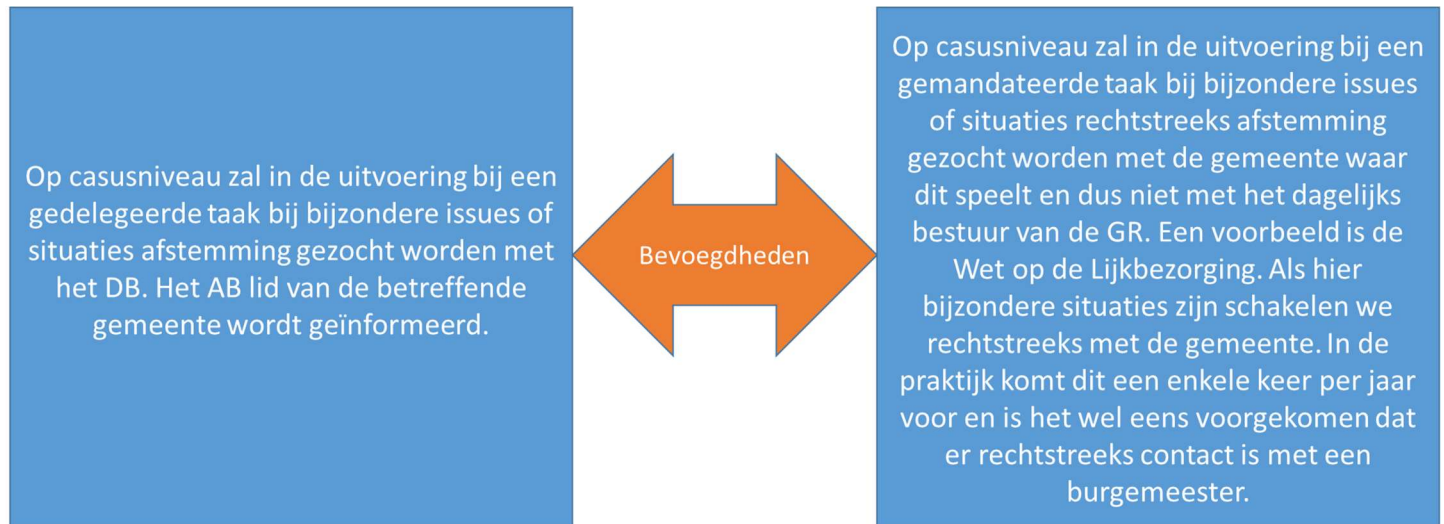 Op casusniveau zal in de uitvoering bij een
gedelegeerde taak bij bijzondere issues of
situaties afstemming gezocht worden met
het DB. Het AB lid van de betreffende
gemeente wordt geïnformeerd.
Bevoegdheden
Op casusniveau zal in de uitvoering bij een
gemandateerde taak bij bijzondere issues
of situaties rechtstreeks afstemming
gezocht worden met de gemeente waar
dit speelt en dus niet met het dagelijks
bestuur van de GR. Een voorbeeld is de
Wet op de Lijkbezorging. Als hier
bijzondere situaties zijn schakelen we
rechtstreeks met de gemeente. In de
praktijk komt dit een enkele keer per jaar
voor en is het wel eens voorgekomen dat
er rechtstreeks contact is met een
burgemeester.